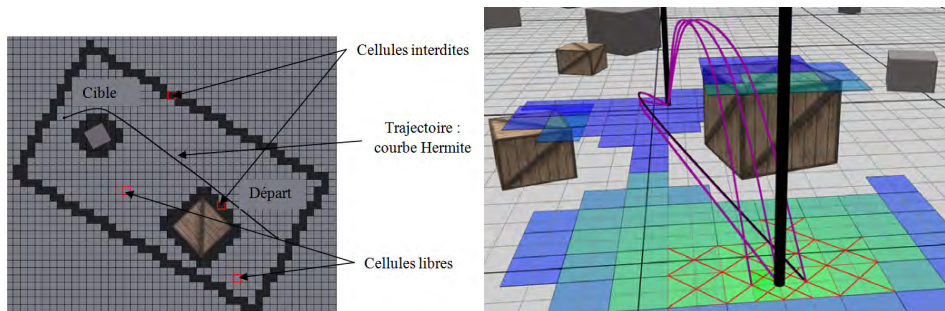 Cellules interdites
Cible
Trajectoire :
courbe Hermite
Départ
Cellules libres